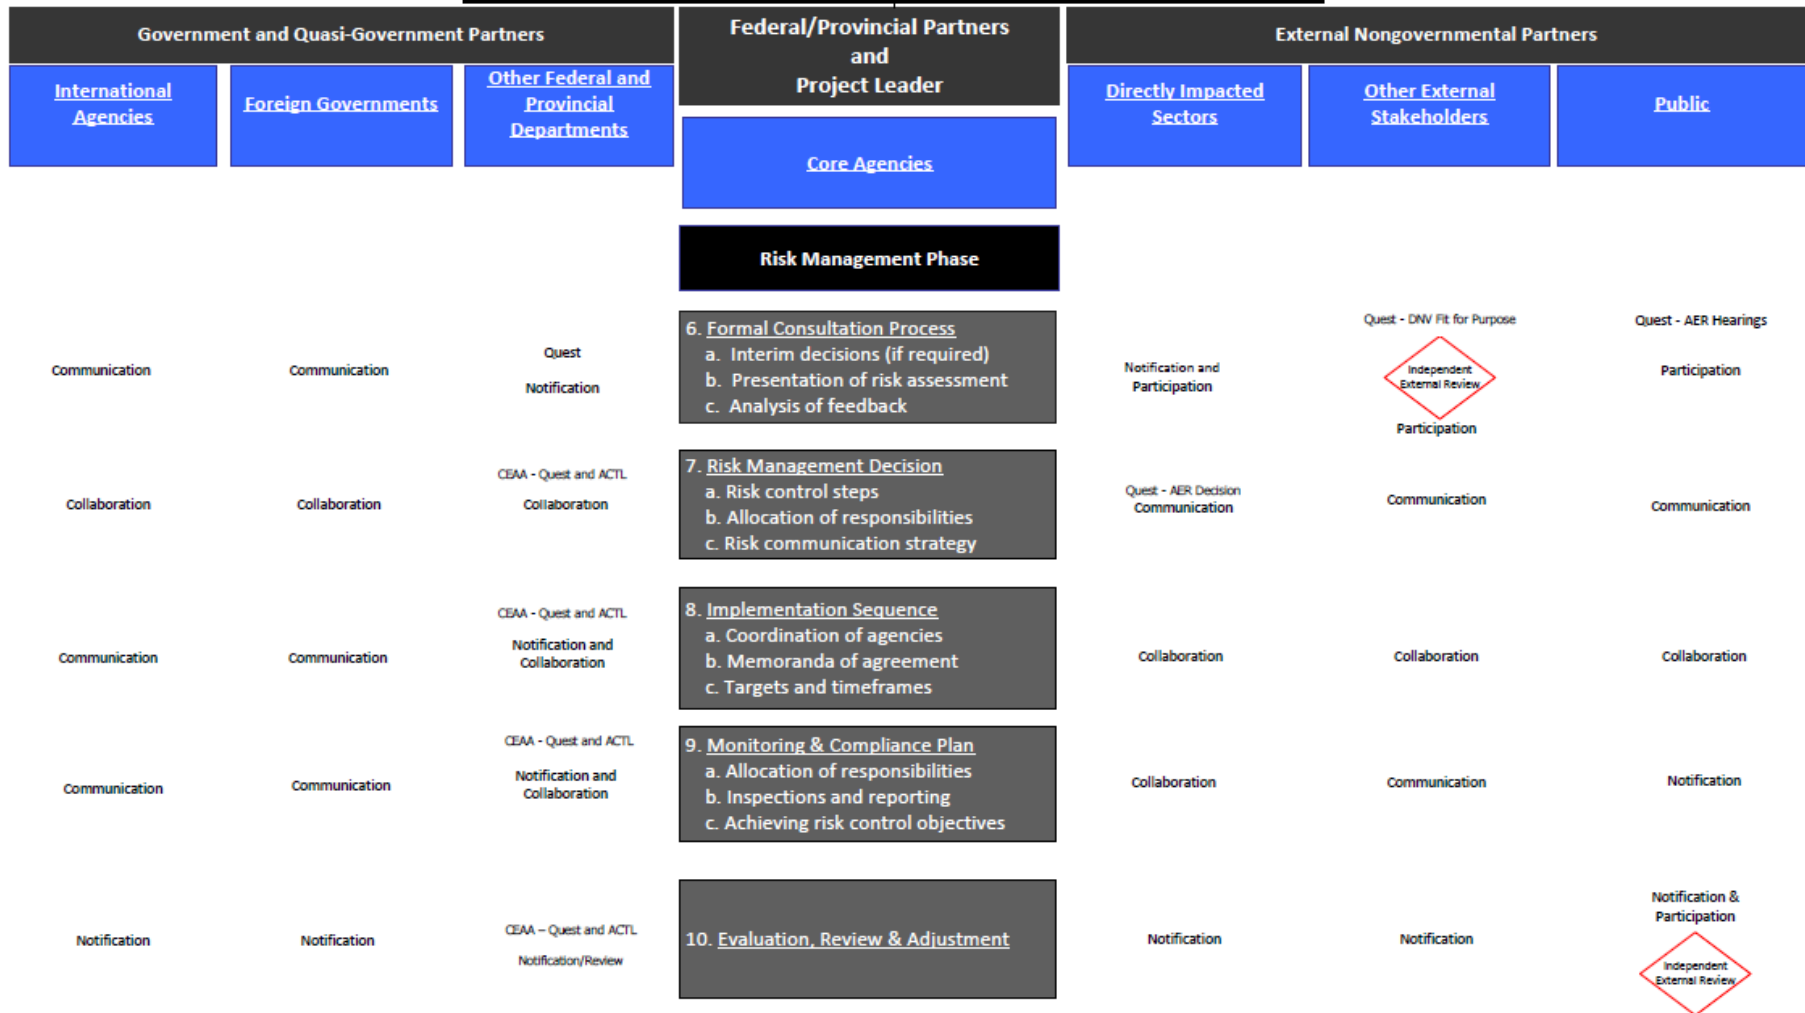 Government and Quasi-Government Partners
Federal/Provincial Partners
and
Project Leader
External Nongovernmental Partners
International
Agencies
Foreign Governments
Other Federal and
Provincial
Departments
Core Agencies
Directly Impacted
Sectors
Other External
Stakeholders
Public
Risk Management Phase
Communication
Communication
Quest
Notification
6. Formal Consultation Process
a. Interim decisions (if required)
b. Presentation of risk assessment
c. Analysis of feedback
Notification and
Participation
Quest - DNV Fit for Purpose
Independent
External Review
Participation
Quest - AER Hearings
Participation
Collaboration
Collaboration
CEAA - Quest and ACTL
Collaboration
7. Risk Management Decision
a. Risk control steps
b. Allocation of responsibilities
c. Risk communication strategy
Quest - AER Decision
Communication
Communication
Communication
Communication
Communication
CEAA - Quest and ACTL
Notification and
Collaboration
8. Implementation Sequence
a. Coordination of agencies
b. Memoranda of agreement
c. Targets and timeframes
Collaboration
Collaboration
Collaboration
Communication
Communication
CEAA - Quest and ACTL
Notification and
Collaboration
9. Monitoring & Compliance Plan
a. Allocation of responsibilities
b. Inspections and reporting
c. Achieving risk control objectives
Collaboration
Communication
Notification
Notification
Notification
CEAA – Quest and ACTL
Notification/Review
10. Evaluation, Review & Adjustment
Notification
Notification
Notification &
Participation
Independent
External Review